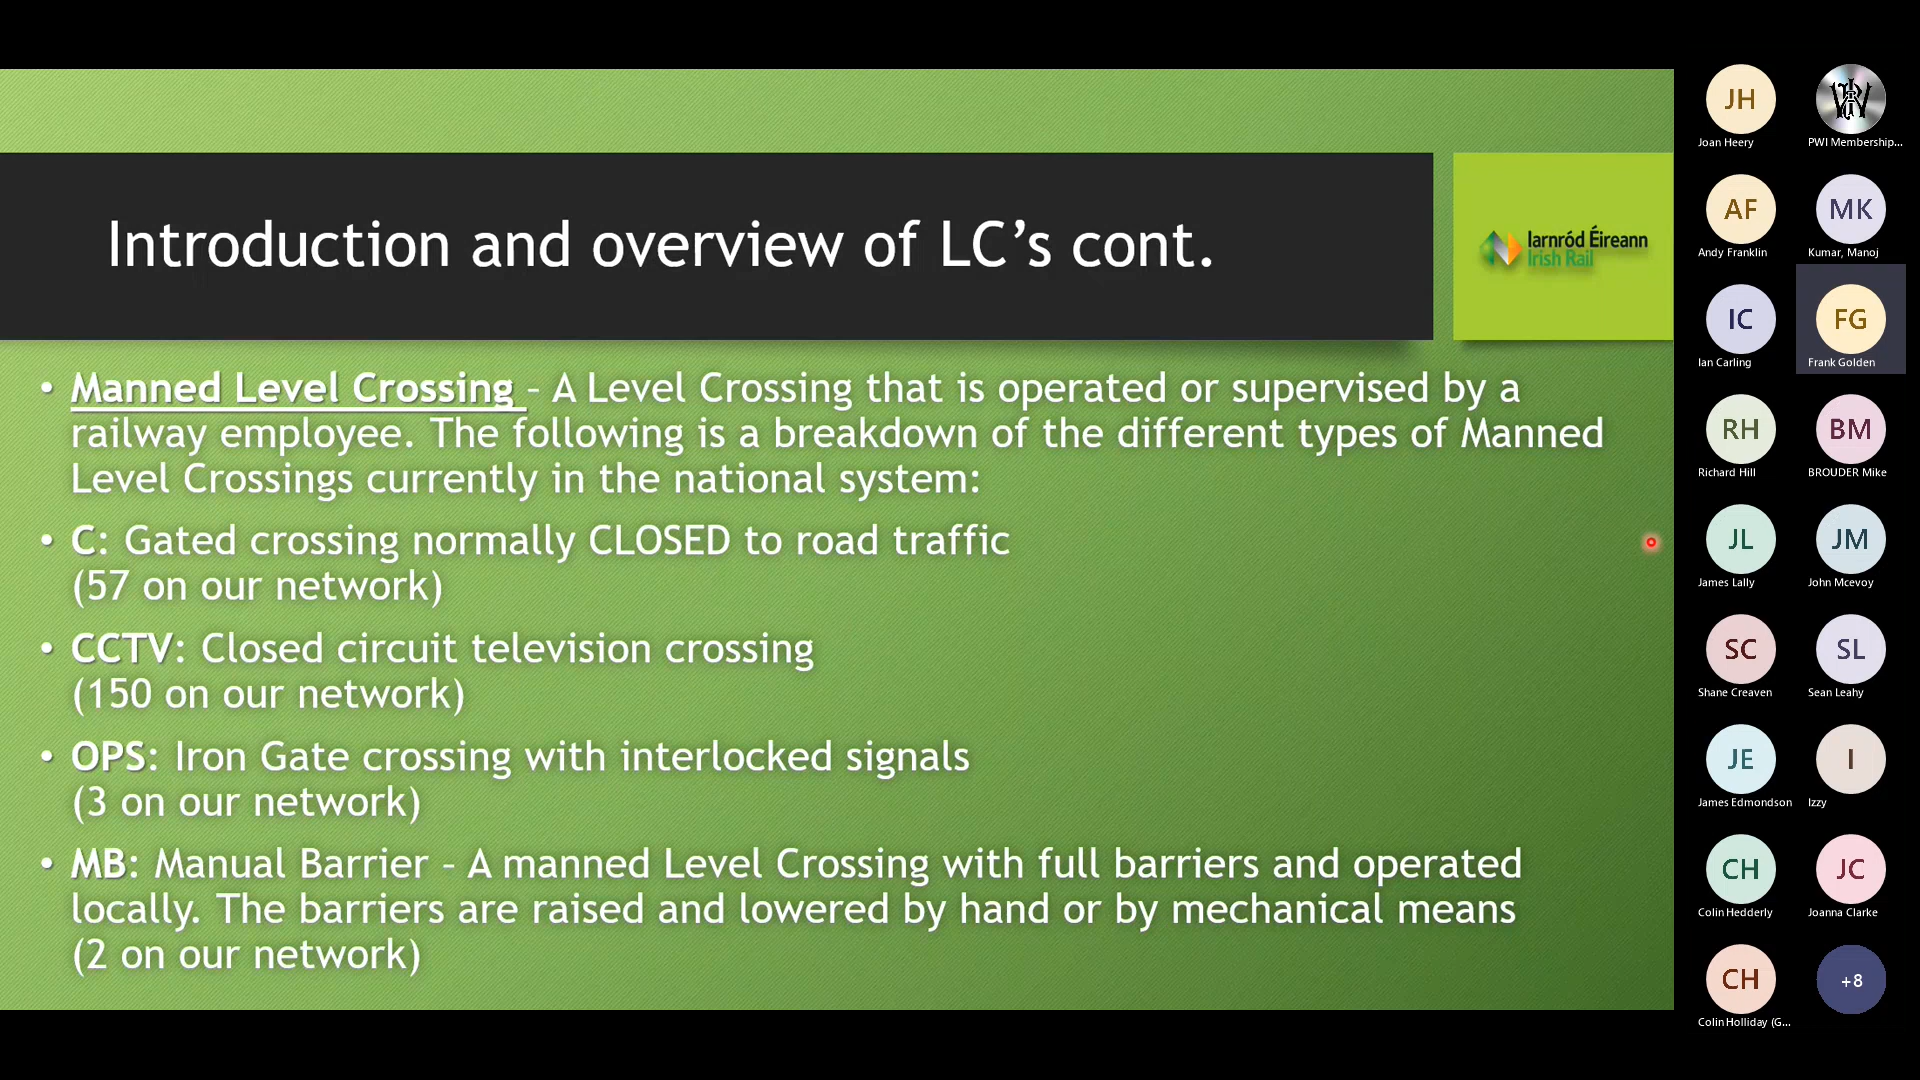 Introduction and overview of LC’s cont.
Iarnród Éireann
Irish Rail
• Manned Level Crossing – A Level Crossing that is operated or supervised by a
railway employee. The following is a breakdown of the different types of Manned
Level Crossings currently in the national system:
• C: Gated crossing normally CLOSED to road traffic
(57 on our network)
• CCTV: Closed circuit television crossing
(150 on our network)
• OPS: Iron Gate crossing with interlocked signals
(3 on our network)
• MB: Manual Barrier – A manned Level Crossing with full barriers and operated
locally. The barriers are raised and lowered by hand or by mechanical means
(2 on our network)
JH
Joan Heery
PWI
PWI Membership...
AF
Andy Franklin
MK
Kumar, Manoj
IC
Ian Carling
FG
Frank Golden
RH
Richard Hill
BM
BROUDER Mike
JL
James Lally
JM
John Mcevoy
SC
Shane Creaven
SL
Sean Leahy
JE
James Edmondson
I
Izzy
CH
Colin Hedderly
JC
Joanna Clarke
CH
Colin Holliday (G...
+8